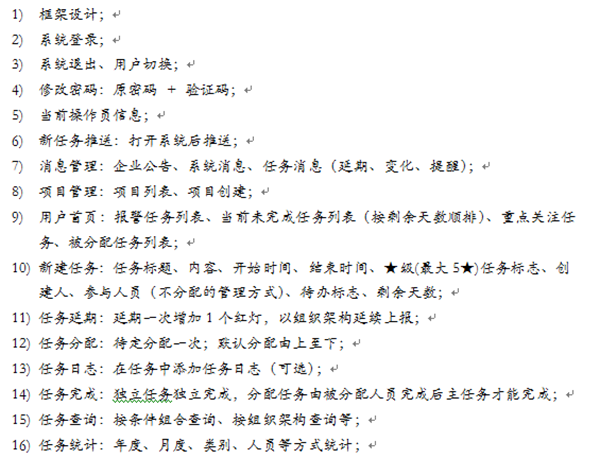 1) 框架设计；
2) 系统登录；
3) 系统退出、用户切换；
4) 修改密码：原密码 + 验证码；
5) 当前操作员信息；
6) 新任务推送：打开系统后推送；
7) 消息管理：企业公告、系统消息、任务消息（延期、变化、提醒）；
8) 项目管理：项目列表、项目创建；
9) 用户首页：报警任务列表、当前未完成任务列表（按剩余天数顺排）、重点关注任
务、被分配任务列表；
10) 新建任务：任务标题、内容、开始时间、结束时间、★级(最大 5★)任务标志、创
建人、参与人员（不分配的管理方式）、待办标志、剩余天数；
11) 任务延期：延期一次增加 1 个红灯，以组织架构延续上报；
12) 任务分配：待定分配一次；默认分配由上至下；
13) 任务日志：在任务中添加任务日志（可选）；
14) 任务完成：独立任务独立完成，分配任务由被分配人员完成后主任务才能完成；
15) 任务查询：按条件组合查询、按组织架构查询等；
16) 任务统计：年度、月度、类别、人员等方式统计；